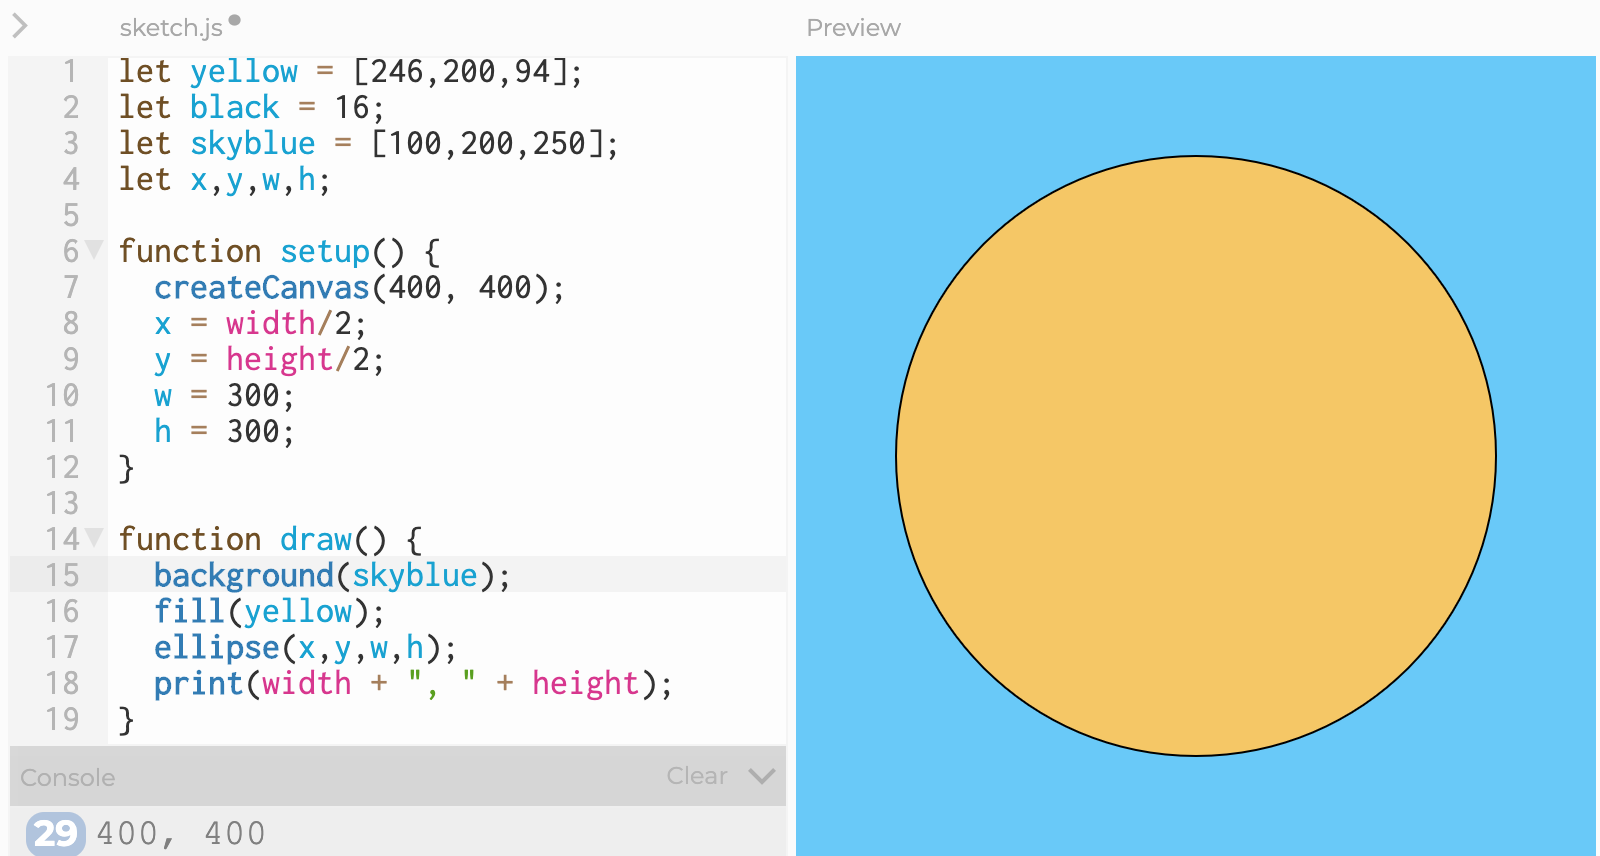 sketch.js
Preview
1 let yellow = [246,200,94];
2 let black = 16;
3 let skyblue = [100,200,250];
4 let x,y,w,h;
5
6 function setup() {
7   createCanvas(400, 400);
8   x = width/2;
9   y = height/2;
10   w = 300;
11   h = 300;
12 }
13
14 function draw() {
15   background(skyblue);
16   fill(yellow);
17   ellipse(x,y,w,h);
18   print(width + ", " + height);
19 }
Console Clear
29 400, 400